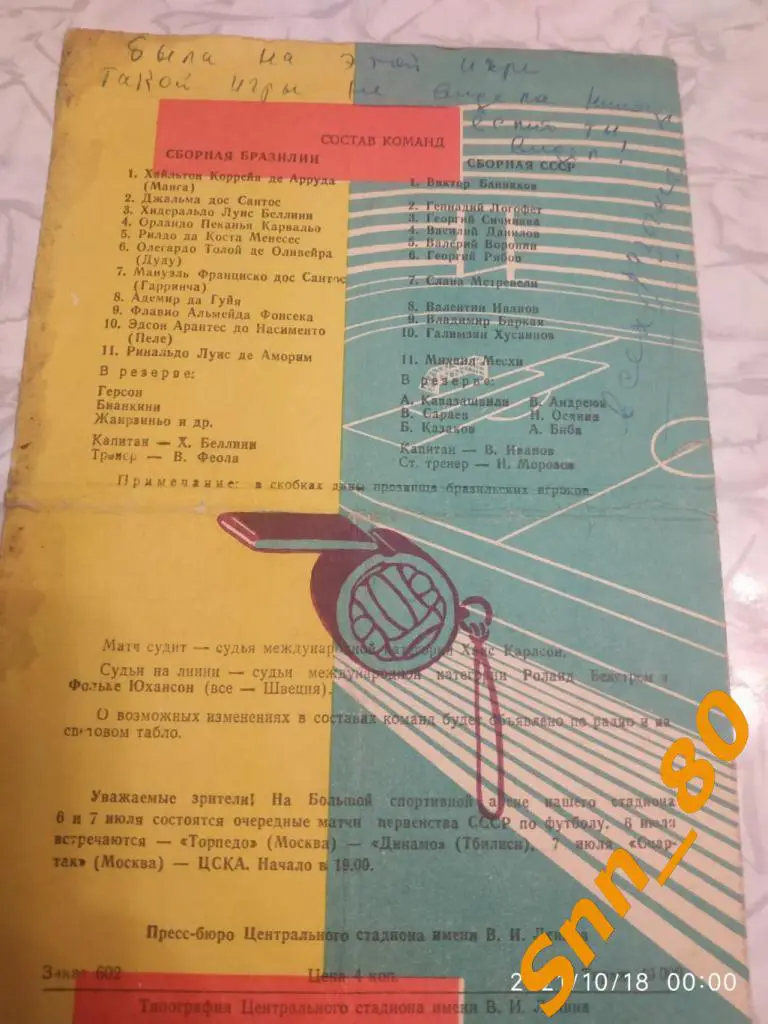 Была на этой игре
Такой игры не видела никогда
СОСТАВ КОМАНД
СБОРНАЯ БРАЗИЛИИ
1. Хайльтон Коррейя де Арруда
(Манга)
2. Джальма дос Сантос
3. Хидеральдо Луис Беллини
4. Орландо Пеканья Карвальо
5. Рилдо да Коста Менесес
6. Олегардо Толой де Оливейра
(Дуду)
7. Мануэль Франциско дос Сантос
(Гарринча)
8. Адемир да Гуйя
9. Флавио Альмейда Фонсека
10. Эдсон Арантес до Насименто
(Пеле)
11. Ринальдо Луис де Аморим
В резерве:
Герсон
Бианкини
Жаирзиньо и др.
Капитан — Х. Беллини
Тренер — В. Феола
СБОРНАЯ СССР
1. Виктор Банников
2. Геннадий Логофет
3. Георгий Сичинава
4. Василий Данилов
5. Валерий Воронин
6. Георгий Рябов
7. Слава Метревели
8. Валентин Иванов
9. Владимир Баркая
10. Галимзян Хусаинов
11. Михаил Месхи
В резерве:
А. Кавазашвили В. Андреюк
В. Сараев Н. Осянин
Б. Казаков А. Биба
Капитан — В. Иванов
Ст. тренер — Н. Морозов
Примечание: в скобках даны прозвища бразильских игроков.
Матч судит — судья международной категории Ханс Карлсон.
Судьи на линии — судьи международной категории Роланд и
Фольке Юхансон (все — Швеция).
О возможных изменениях в составах команд будет объявлено по радио и на
световом табло.
Уважаемые зрители! На Большой спортивной арене нашего стадиона
6 и 7 июля состоятся очередные матчи первенства СССР по футболу. 6 июля
встречаются — «Торпедо» (Москва) — «Динамо» (Тбилиси), 7 июля «Спар-
так» (Москва) — ЦСКА. Начало в 19.00.
Пресс-бюро Центрального стадиона имени В. И. Ленина
Заказ 602 Цена 4 коп.
Типография Центрального стадиона имени В. И. Ленина
2021/10/18 00:00
Snn_80